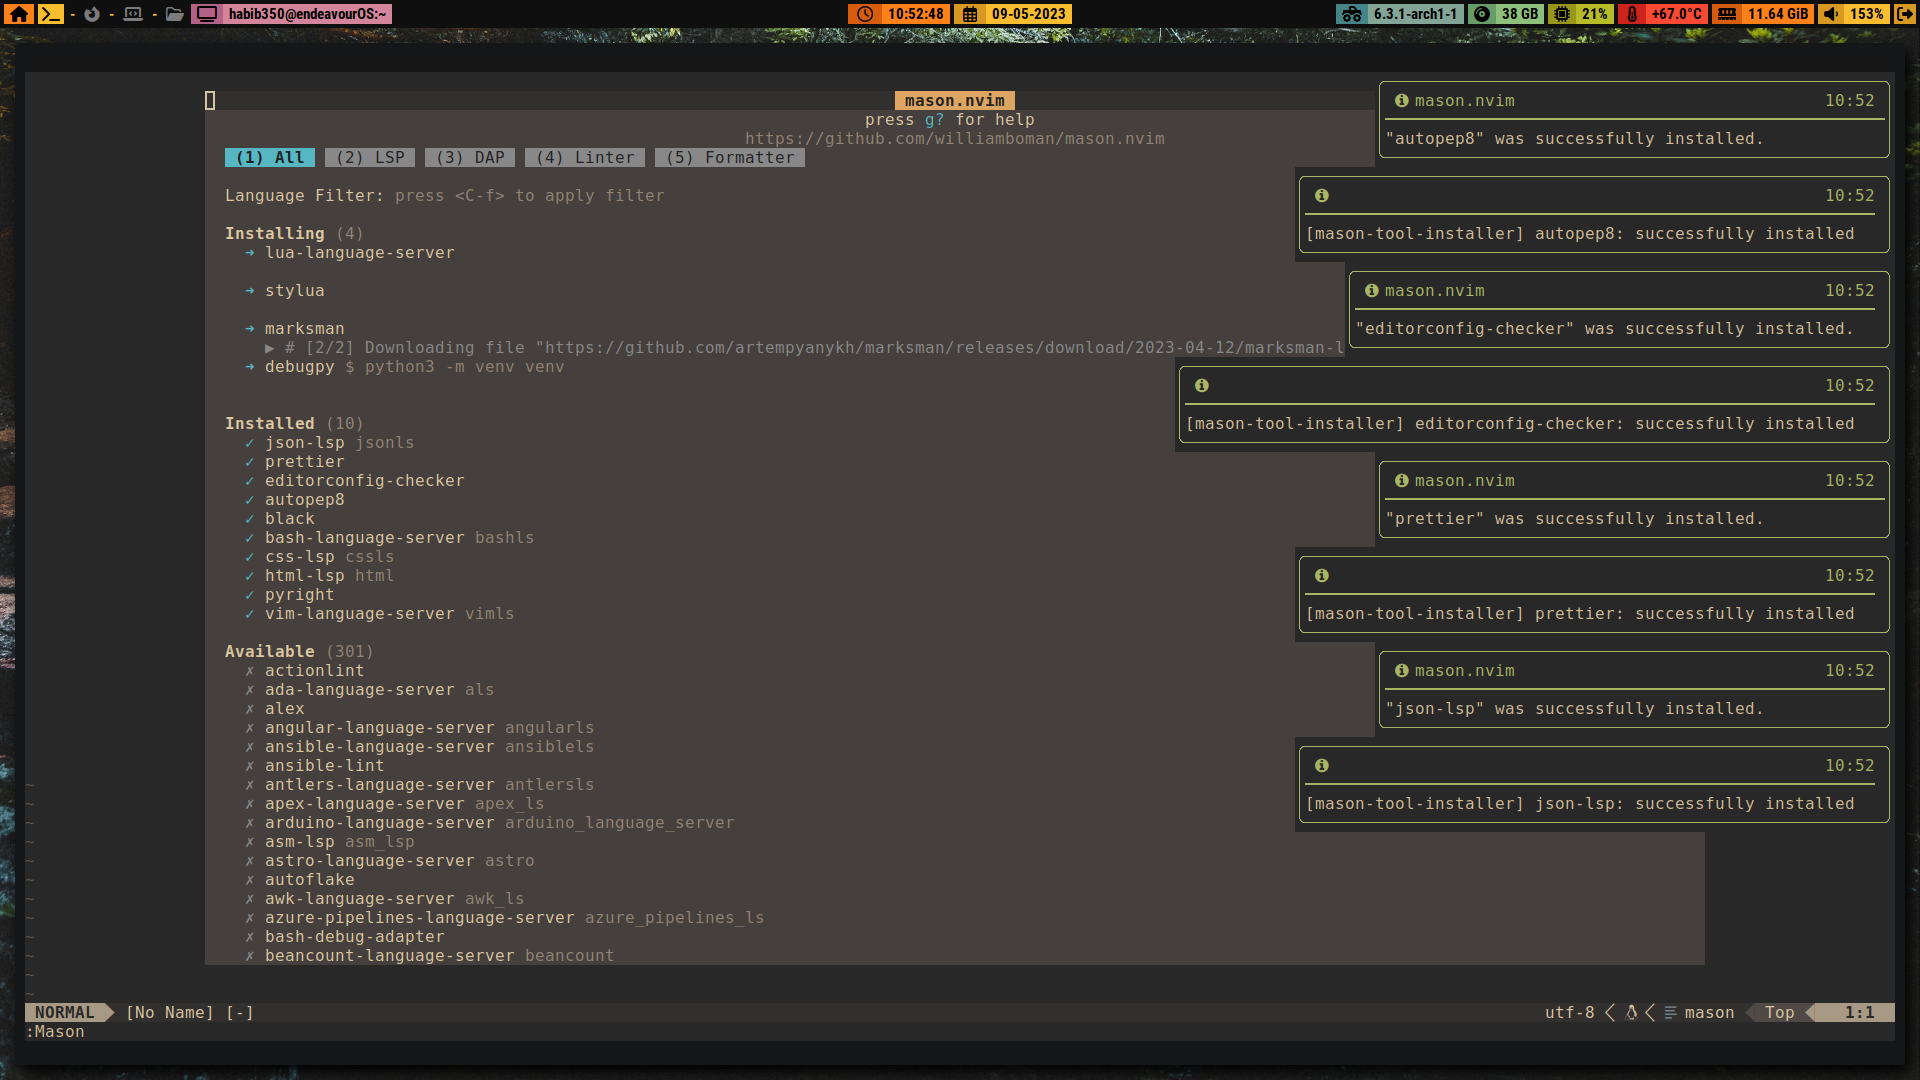 - - - habib350@endeavourOS:~ 10:52:48 09-05-2023 6.3.1-arch1-1 38 GB 21% +67.0°C 11.64 GiB 153%
mason.nvim
press g? for help
https://github.com/williamboman/mason.nvim
(1) All (2) LSP (3) DAP (4) Linter (5) Formatter
Language Filter: press <C-f> to apply filter
Installing (4)
➜ lua-language-server
➜ stylua
➜ marksman
▶ # [2/2] Downloading file "https://github.com/artempyanykh/marksman/releases/download/2023-04-12/marksman-l
➜ debugpy $ python3 -m venv venv
Installed (10)
✓ json-lsp jsonls
✓ prettier
✓ editorconfig-checker
✓ autopep8
✓ black
✓ bash-language-server bashls
✓ css-lsp cssls
✓ html-lsp html
✓ pyright
✓ vim-language-server vimls
Available (301)
✗ actionlint
✗ ada-language-server als
✗ alex
✗ angular-language-server angularls
✗ ansible-language-server ansiblels
✗ ansible-lint
✗ antlers-language-server antlersls
✗ apex-language-server apex_ls
✗ arduino-language-server arduino_language_server
✗ asm-lsp asm_lsp
✗ astro-language-server astro
✗ autoflake
✗ awk-language-server awk_ls
✗ azure-pipelines-language-server azure_pipelines_ls
✗ bash-debug-adapter
✗ beancount-language-server beancount
mason.nvim 10:52
"autopep8" was successfully installed.
10:52
[mason-tool-installer] autopep8: successfully installed
mason.nvim 10:52
"editorconfig-checker" was successfully installed.
10:52
[mason-tool-installer] editorconfig-checker: successfully installed
mason.nvim 10:52
"prettier" was successfully installed.
10:52
[mason-tool-installer] prettier: successfully installed
mason.nvim 10:52
"json-lsp" was successfully installed.
10:52
[mason-tool-installer] json-lsp: successfully installed
~
~
~
~
~
~
~
~
~
~
~
~
NORMAL [No Name] [-] utf-8 mason Top 1:1
:Mason